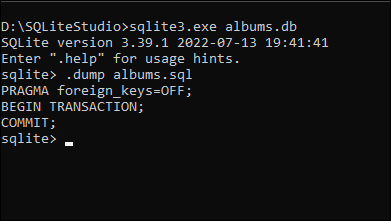 D:\SQLiteStudio>sqlite3.exe albums.db
SQLite version 3.39.1 2022-07-13 19:41:41
Enter ".help" for usage hints.
sqlite> .dump albums.sql
PRAGMA foreign_keys=OFF;
BEGIN TRANSACTION;
COMMIT;
sqlite>